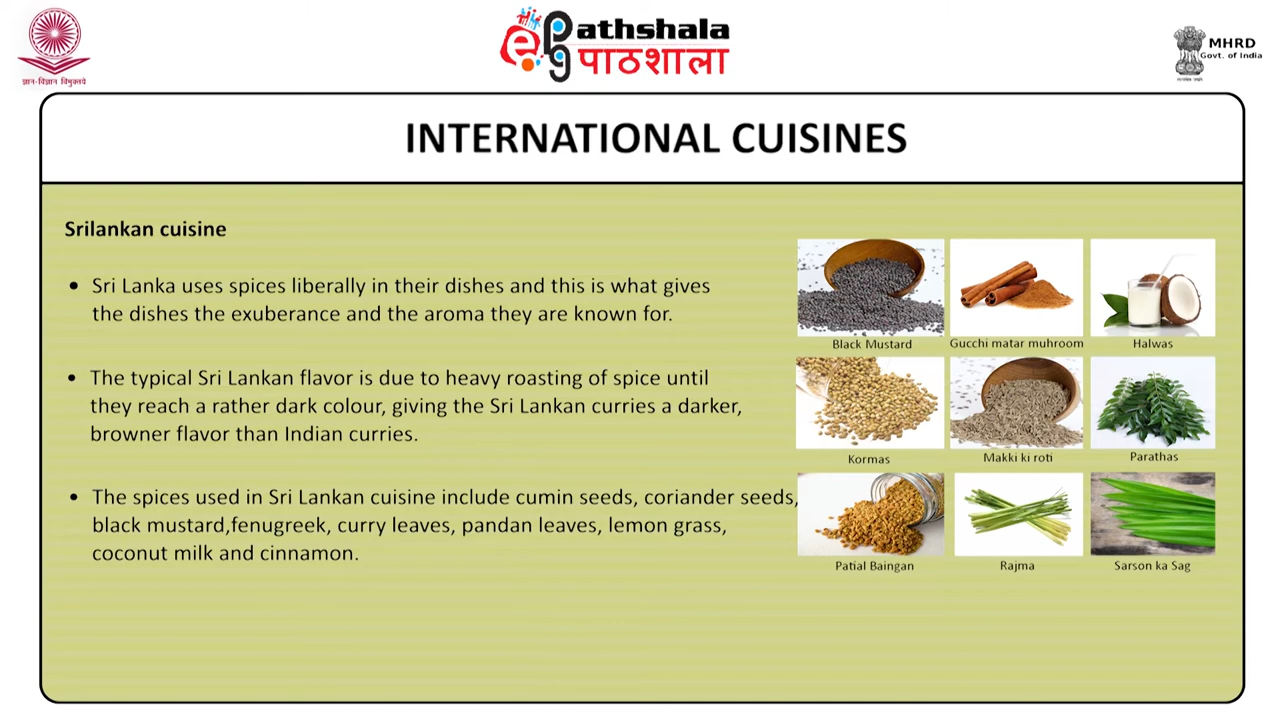 ज्ञान-विज्ञान विमुक्तये
ePathshala
पाठशाला
MHRD
Govt. of India
INTERNATIONAL CUISINES
Srilankan cuisine
• Sri Lanka uses spices liberally in their dishes and this is what gives
the dishes the exuberance and the aroma they are known for.
• The typical Sri Lankan flavor is due to heavy roasting of spice until
they reach a rather dark colour, giving the Sri Lankan curries a darker,
browner flavor than Indian curries.
• The spices used in Sri Lankan cuisine include cumin seeds, coriander seeds,
black mustard,fenugreek, curry leaves, pandan leaves, lemon grass,
coconut milk and cinnamon.
Black Mustard
Gucchi matar muhroom
Halwas
Kormas
Makki ki roti
Parathas
Patial Baingan
Rajma
Sarson ka Sag